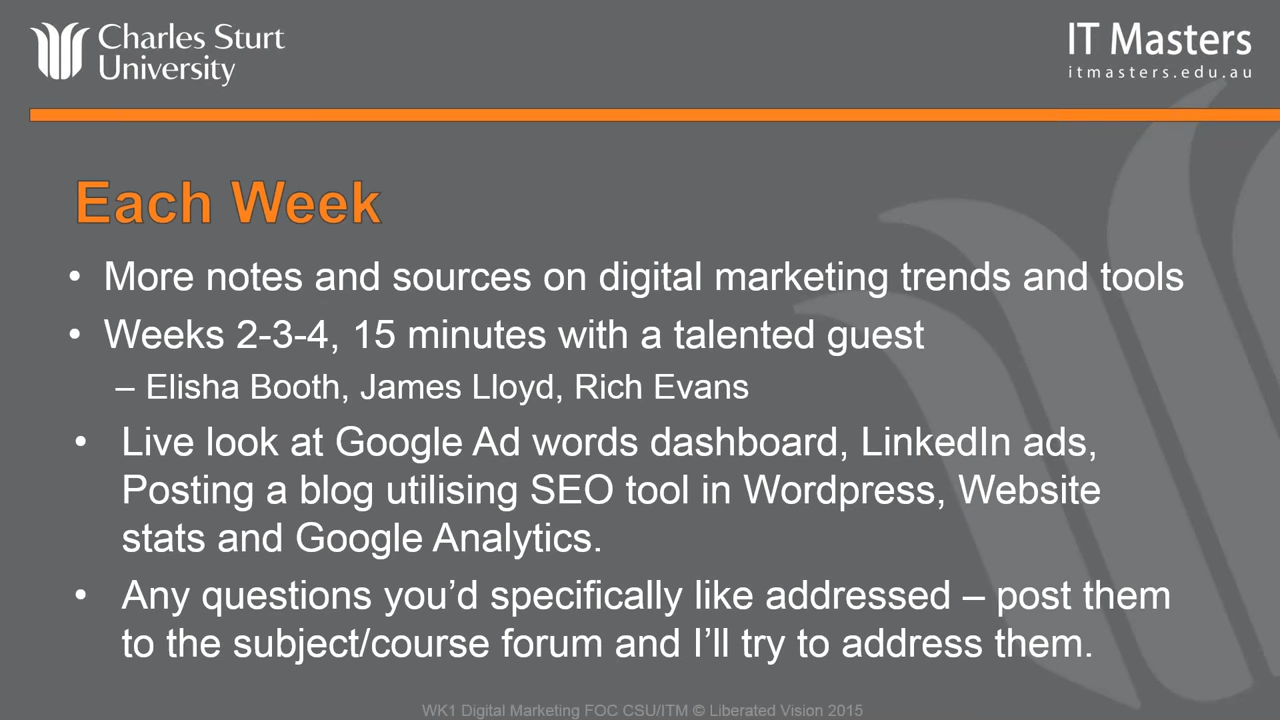 Charles Sturt
University
IT Masters
itmasters.edu.au
Each Week
• More notes and sources on digital marketing trends and tools
• Weeks 2-3-4, 15 minutes with a talented guest
– Elisha Booth, James Lloyd, Rich Evans
• Live look at Google Ad words dashboard, LinkedIn ads,
Posting a blog utilising SEO tool in Wordpress, Website
stats and Google Analytics.
• Any questions you’d specifically like addressed – post them
to the subject/course forum and I’ll try to address them.
WK1 Digital Marketing FOC CSU/ITM © Liberated Vision 2015